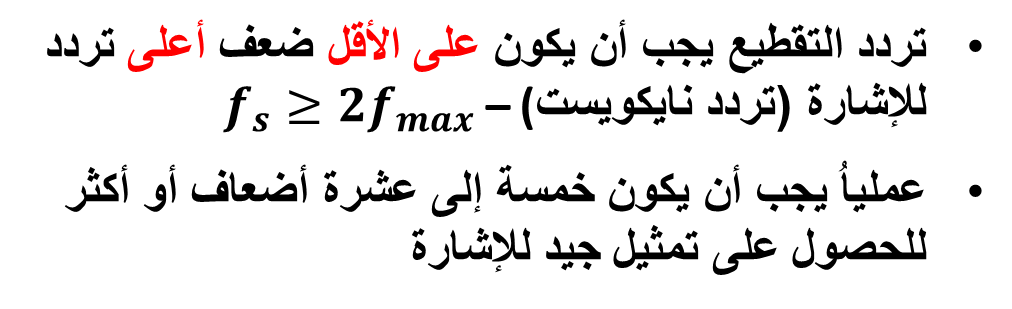 • تردد التقطيع يجب أن يكون على الأقل ضعف أعلى تردد
للإشارة (تردد نايكويست) – fₛ ≥ 2fmax
• عملياُ يجب أن يكون خمسة إلى عشرة أضعاف أو أكثر
للحصول على تمثيل جيد للإشارة